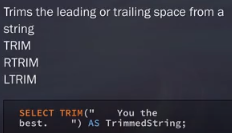 Trims the leading or trailing space from a
string
TRIM
RTRIM
LTRIM
SELECT TRIM("    You the
best.    ") AS TrimmedString;